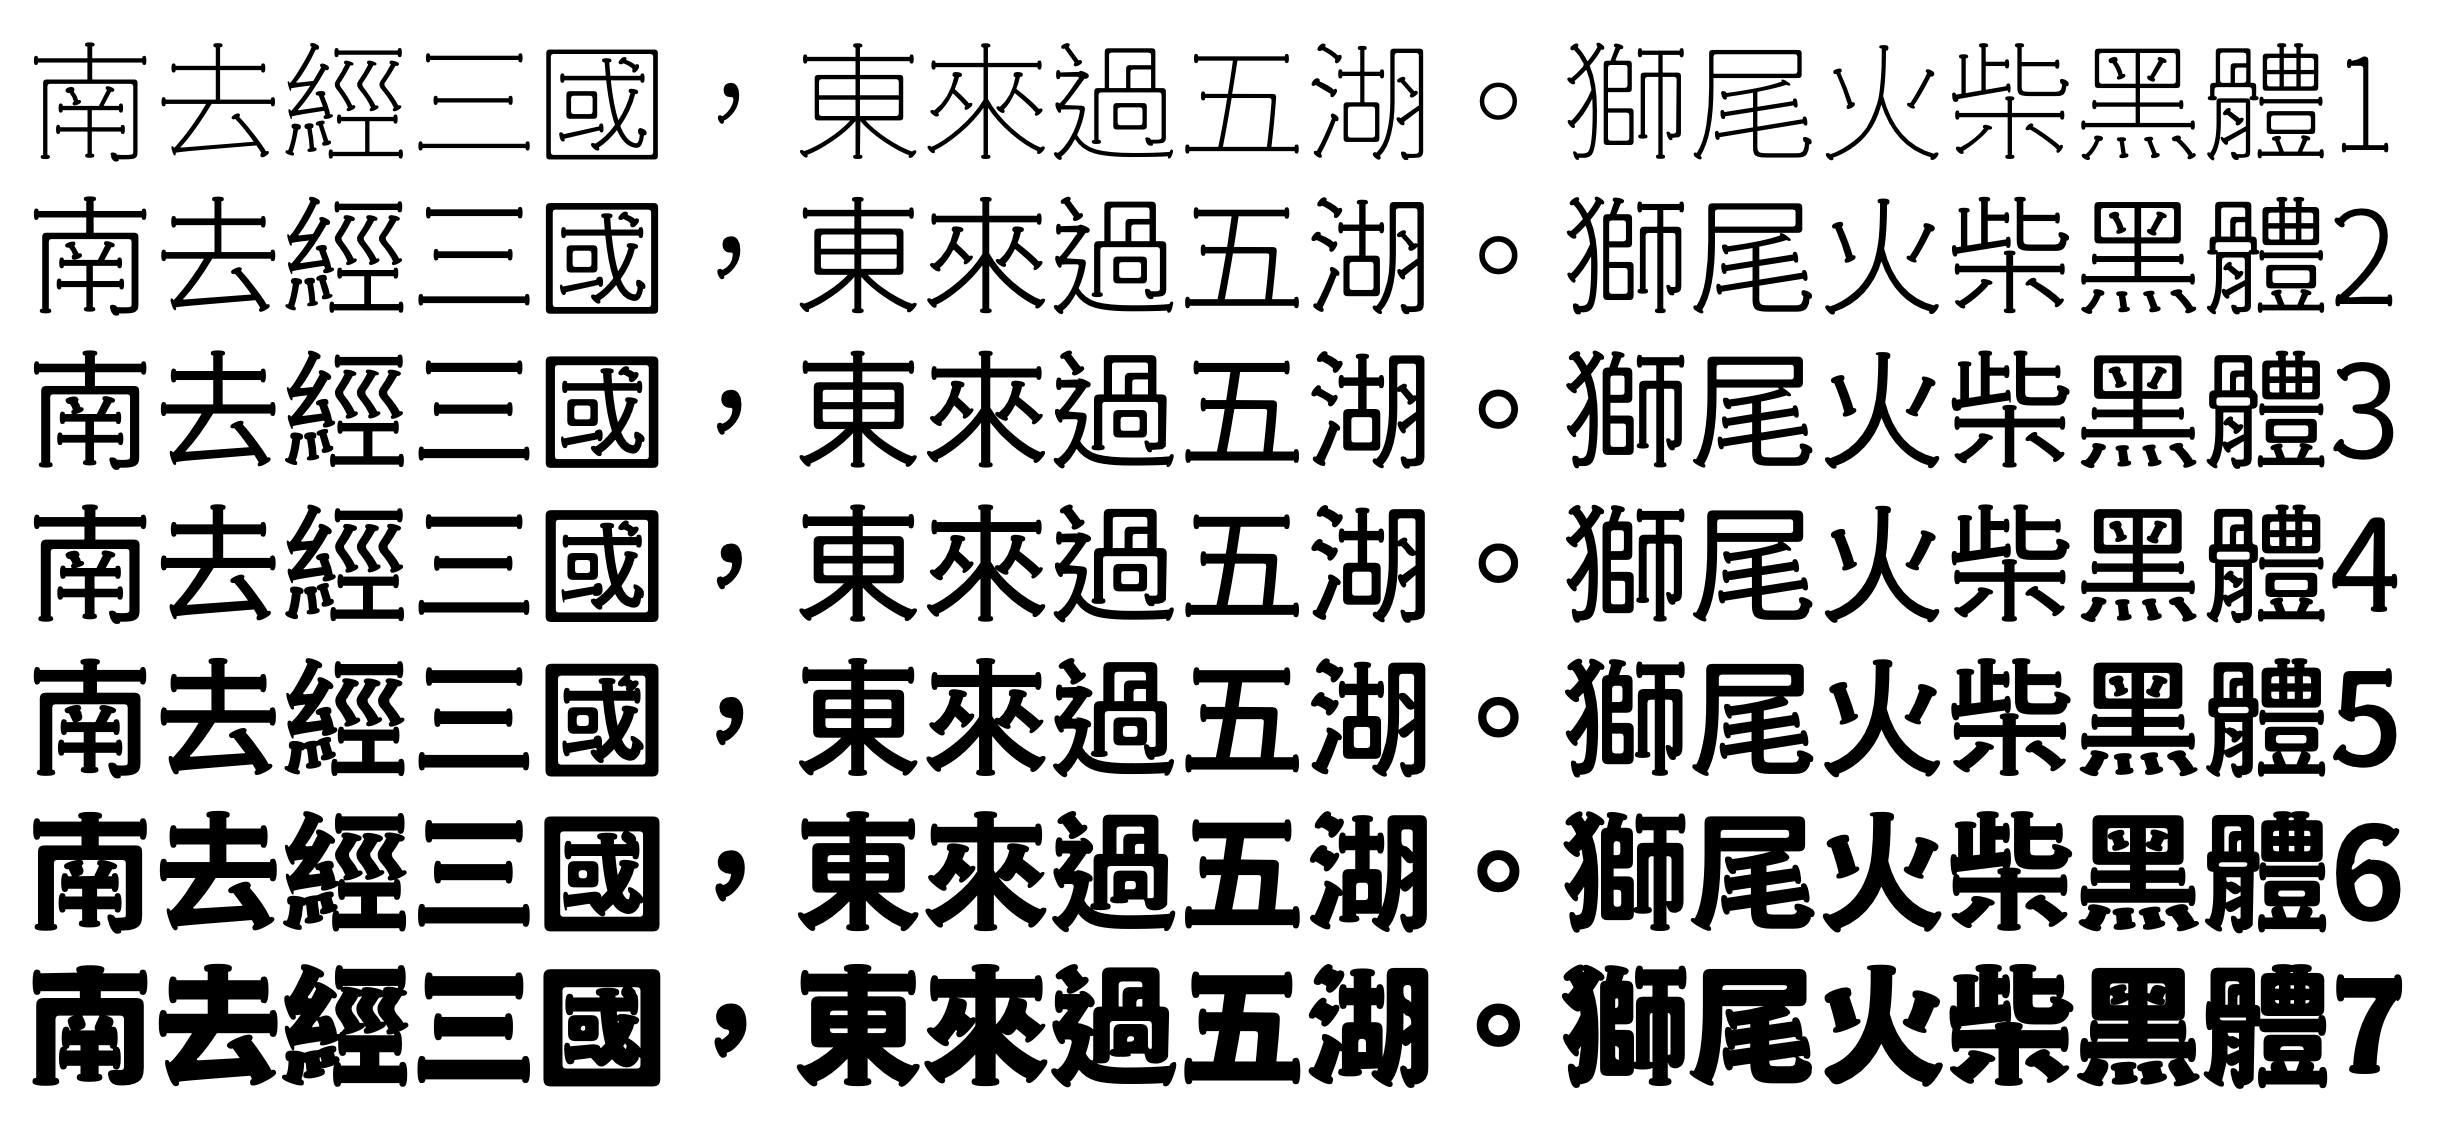 南去經三國，東來過五湖。獅尾火柴黑體1
南去經三國，東來過五湖。獅尾火柴黑體2
南去經三國，東來過五湖。獅尾火柴黑體3
南去經三國，東來過五湖。獅尾火柴黑體4
南去經三國，東來過五湖。獅尾火柴黑體5
南去經三國，東來過五湖。獅尾火柴黑體6
南去經三國，東來過五湖。獅尾火柴黑體7